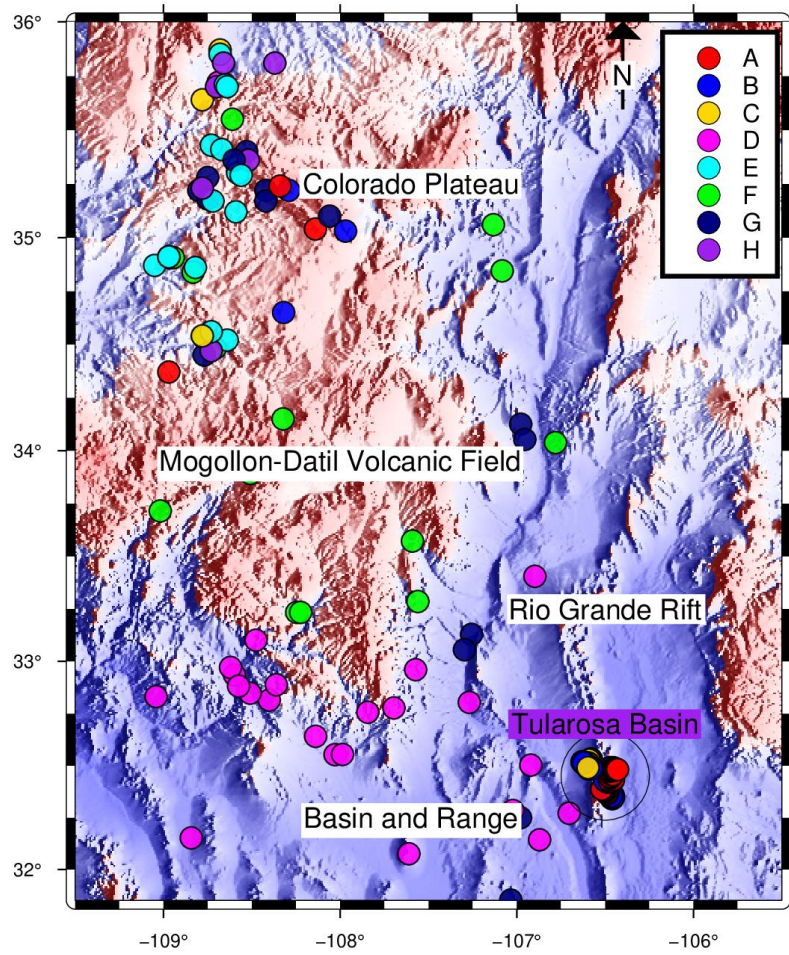 36°
N
A
B
C
D
E
F
G
H
Colorado Plateau
35°
34°
Mogollon-Datil Volcanic Field
Rio Grande Rift
33°
Tularosa Basin
Basin and Range
32°
−109°
−108°
−107°
−106°